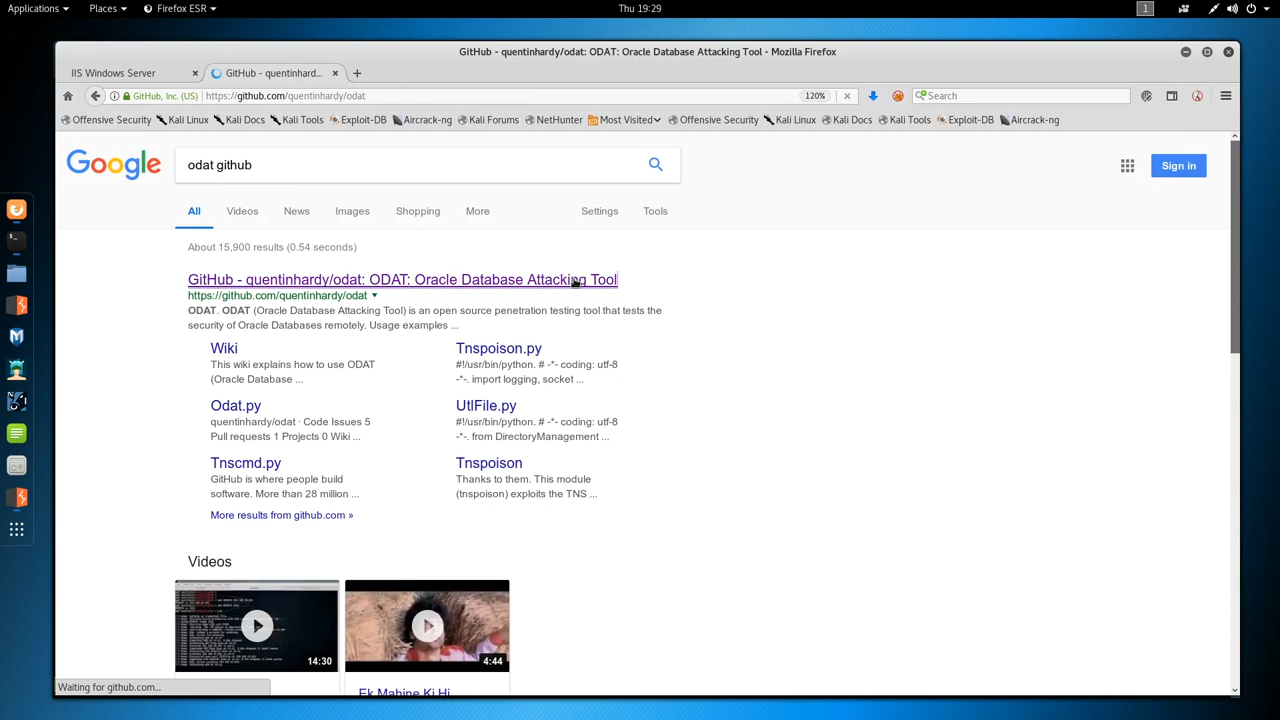 Applications Places Firefox ESR Thu 19:29 1
GitHub - quentinhardy/odat: ODAT: Oracle Database Attacking Tool - Mozilla Firefox
IIS Windows Server GitHub - quentinhard...
GitHub, Inc. (US) https://github.com/quentinhardy/odat 120% Search
Offensive Security Kali Linux Kali Docs Kali Tools Exploit-DB Aircrack-ng Kali Forums NetHunter Most Visited Offensive Security Kali Linux Kali Docs Kali Tools Exploit-DB Aircrack-ng
Google odat github Sign in
All Videos News Images Shopping More Settings Tools
About 15,900 results (0.54 seconds)
GitHub - quentinhardy/odat: ODAT: Oracle Database Attacking Tool
https://github.com/quentinhardy/odat
ODAT. ODAT (Oracle Database Attacking Tool) is an open source penetration testing tool that tests the
security of Oracle Databases remotely. Usage examples ...
Wiki
This wiki explains how to use ODAT
(Oracle Database ...
Tnspoison.py
#!/usr/bin/python. # -*- coding: utf-8
-*-. import logging, socket ...
Odat.py
quentinhardy/odat · Code Issues 5
Pull requests 1 Projects 0 Wiki ...
UtlFile.py
#!/usr/bin/python. # -*- coding: utf-8
-*-. from DirectoryManagement ...
Tnscmd.py
GitHub is where people build
software. More than 28 million ...
Tnspoison
Thanks to them. This module
(tnspoison) exploits the TNS ...
More results from github.com »
Videos
14:30
4:44
Ek Mahine Ki Hi
Waiting for github.com...